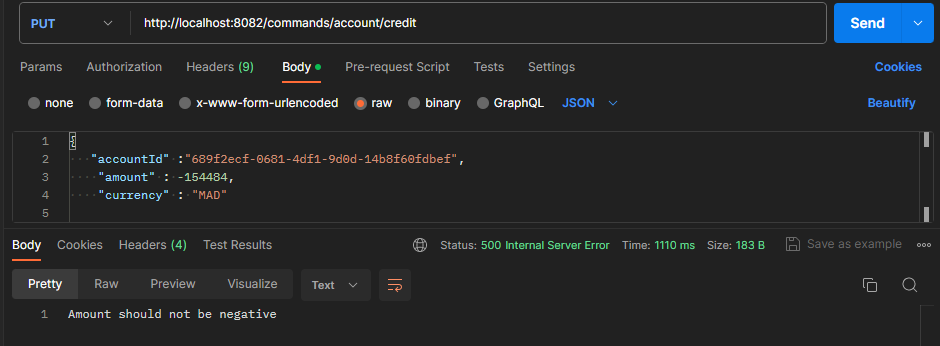 PUT http://localhost:8082/commands/account/credit Send
Params Authorization Headers (9) Body Pre-request Script Tests Settings Cookies
none form-data x-www-form-urlencoded raw binary GraphQL JSON Beautify
1 {
2 "accountId" :"689f2ecf-0681-4df1-9d0d-14b8f60fdbef",
3 "amount" : -154484,
4 "currency" : "MAD"
5
Body Cookies Headers (4) Test Results Status: 500 Internal Server Error Time: 1110 ms Size: 183 B Save as example
Pretty Raw Preview Visualize Text
1 Amount should not be negative